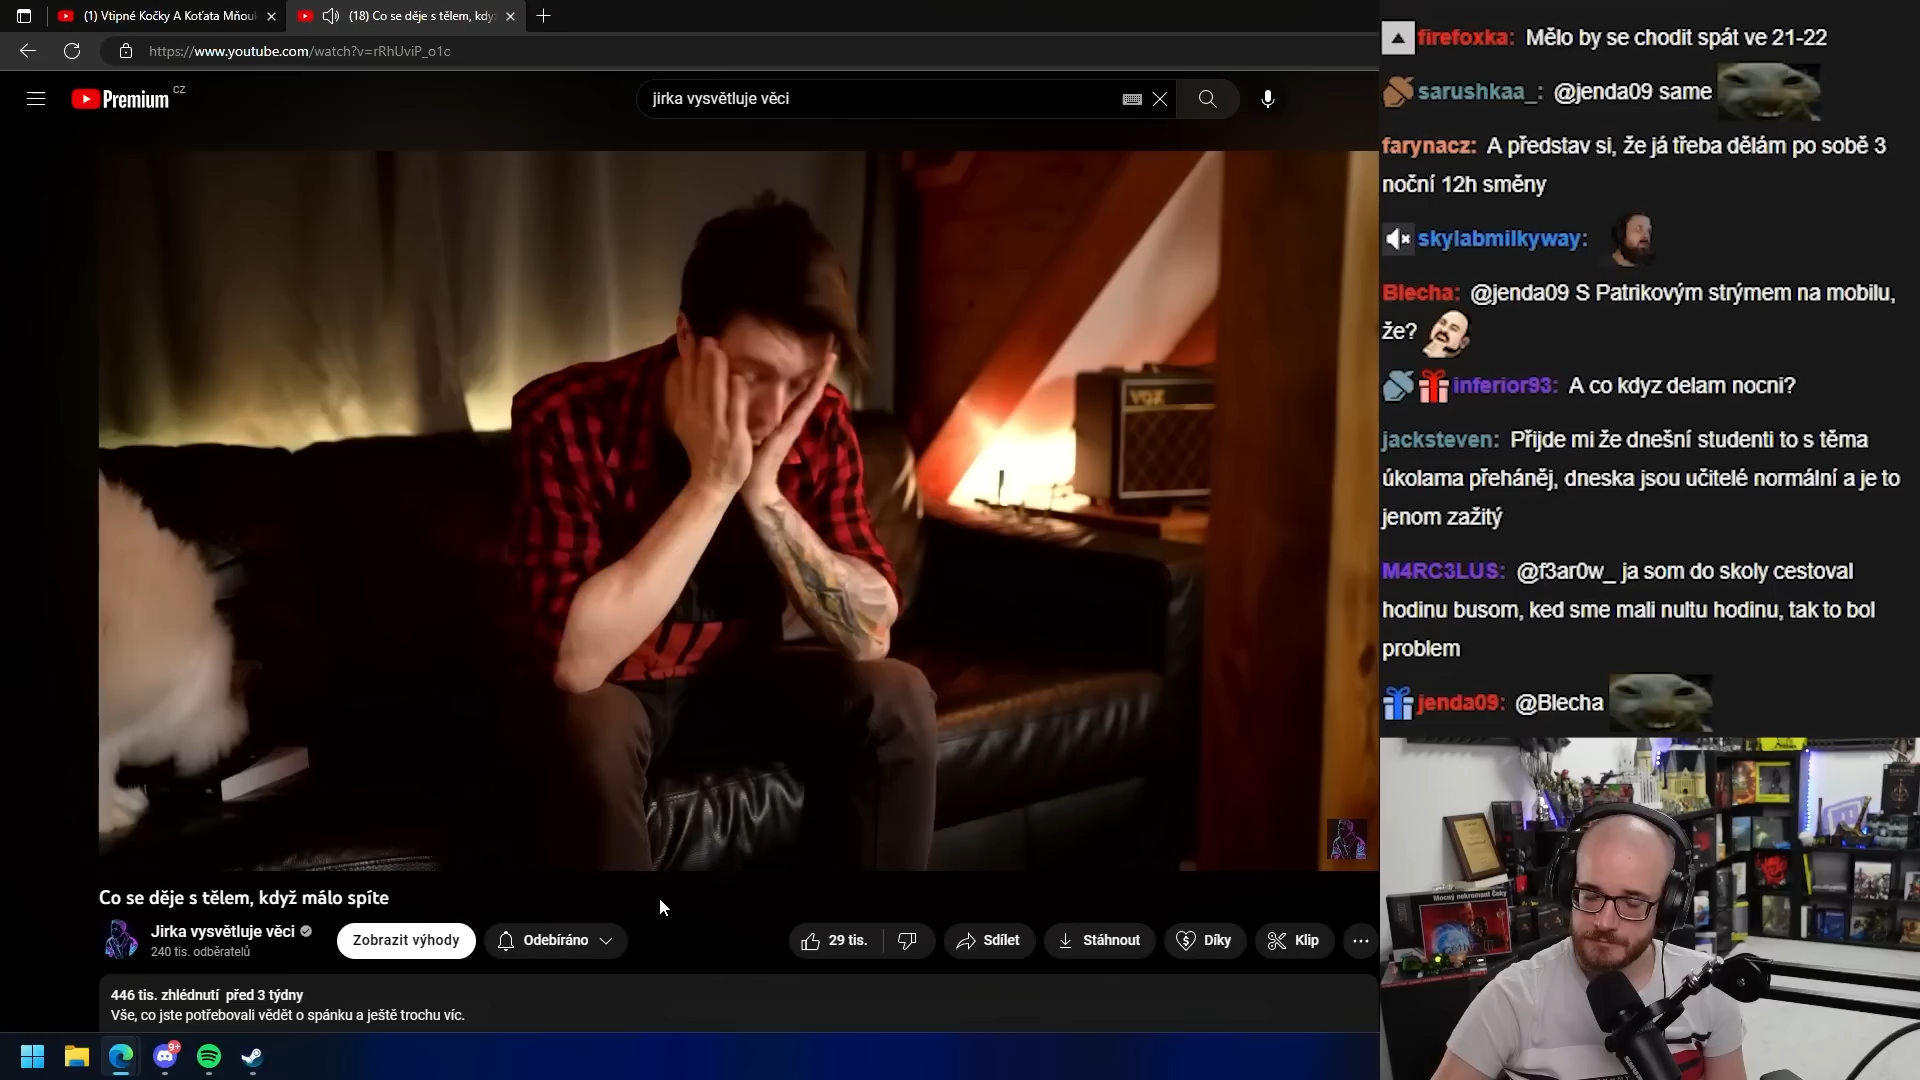 (1) Vtipné Kočky A Koťata Mňouk
(18) Co se děje s tělem, kdy
https://www.youtube.com/watch?v=rRhUviP_o1c
Premium CZ
jirka vysvětluje věci
VOX
Co se děje s tělem, když málo spíte
Jirka vysvětluje věci
240 tis. odběratelů
Zobrazit výhody
Odebíráno
29 tis.
Sdílet
Stáhnout
Díky
Klip
446 tis. zhlédnutí před 3 týdny
Vše, co jste potřebovali vědět o spánku a ještě trochu víc.
9+
firefoxka: Mělo by se chodit spát ve 21-22
sarushkaa_: @jenda09 same
farynacz: A představ si, že já třeba dělám po sobě 3
noční 12h směny
skylabmilkyway:
Blecha: @jenda09 S Patrikovým strýmem na mobilu,
že?
inferior93: A co kdyz delam nocni?
jacksteven: Přijde mi že dnešní studenti to s těma
úkolama přeháněj, dneska jsou učitelé normální a je to
jenom zažitý
M4RC3LUS: @f3ar0w_ ja som do skoly cestoval
hodinu busom, ked sme mali nultu hodinu, tak to bol
problem
jenda09: @Blecha
Mocný nekromant Čeky
SHURE